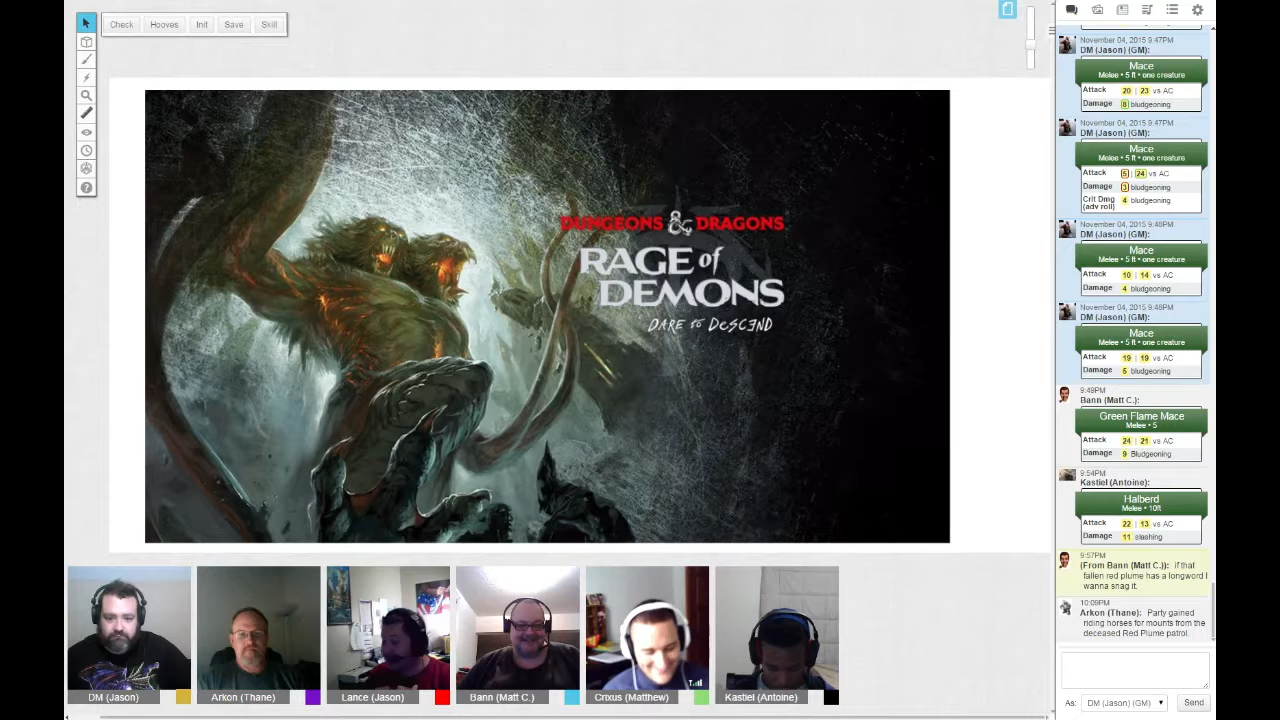 Check Hooves Init Save Skill
DUNGEONS & DRAGONS
RAGE of
DEMONS
DARE TO DESCEND
DM (Jason)
Arkon (Thane)
Lance (Jason)
Bann (Matt C.)
Crixus (Matthew)
Kastiel (Antoine)
November 04, 2015 9:47PM
DM (Jason) (GM):
Mace
Melee • 5 ft • one creature
Attack 20 | 23 vs AC
Damage 8 bludgeoning
November 04, 2015 9:47PM
DM (Jason) (GM):
Mace
Melee • 5 ft • one creature
Attack 5 | 24 vs AC
Damage 3 bludgeoning
Crit Dmg 4 bludgeoning
(adv roll)
November 04, 2015 9:48PM
DM (Jason) (GM):
Mace
Melee • 5 ft • one creature
Attack 10 | 14 vs AC
Damage 4 bludgeoning
November 04, 2015 9:48PM
DM (Jason) (GM):
Mace
Melee • 5 ft • one creature
Attack 19 | 19 vs AC
Damage 5 bludgeoning
9:49PM
Bann (Matt C.):
Green Flame Mace
Melee • 5
Attack 24 | 21 vs AC
Damage 9 Bludgeoning
9:54PM
Kastiel (Antoine):
Halberd
Melee • 10ft
Attack 22 | 13 vs AC
Damage 11 slashing
9:57PM
(From Bann (Matt C.)): if that
fallen red plume has a longword I
wanna snag it.
10:09PM
Arkon (Thane): Party gained
riding horses for mounts from the
deceased Red Plume patrol.
As: DM (Jason) (GM) Send